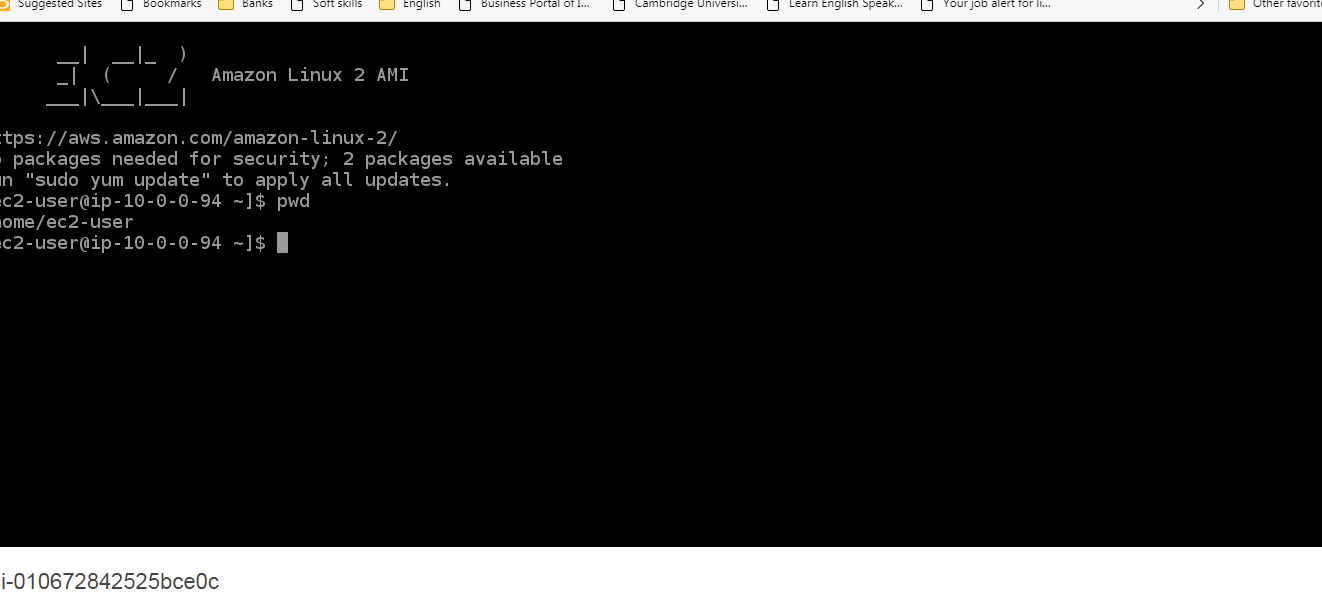 Suggested Sites Bookmarks Banks Soft skills English Business Portal of I... Cambridge Universi... Learn English Speak... Your job alert for li... Other favorit
__| __|_ )
_| ( / Amazon Linux 2 AMI
___|\___|___|
ttps://aws.amazon.com/amazon-linux-2/
packages needed for security; 2 packages available
un "sudo yum update" to apply all updates.
ec2-user@ip-10-0-0-94 ~]$ pwd
home/ec2-user
ec2-user@ip-10-0-0-94 ~]$
i-010672842525bce0c